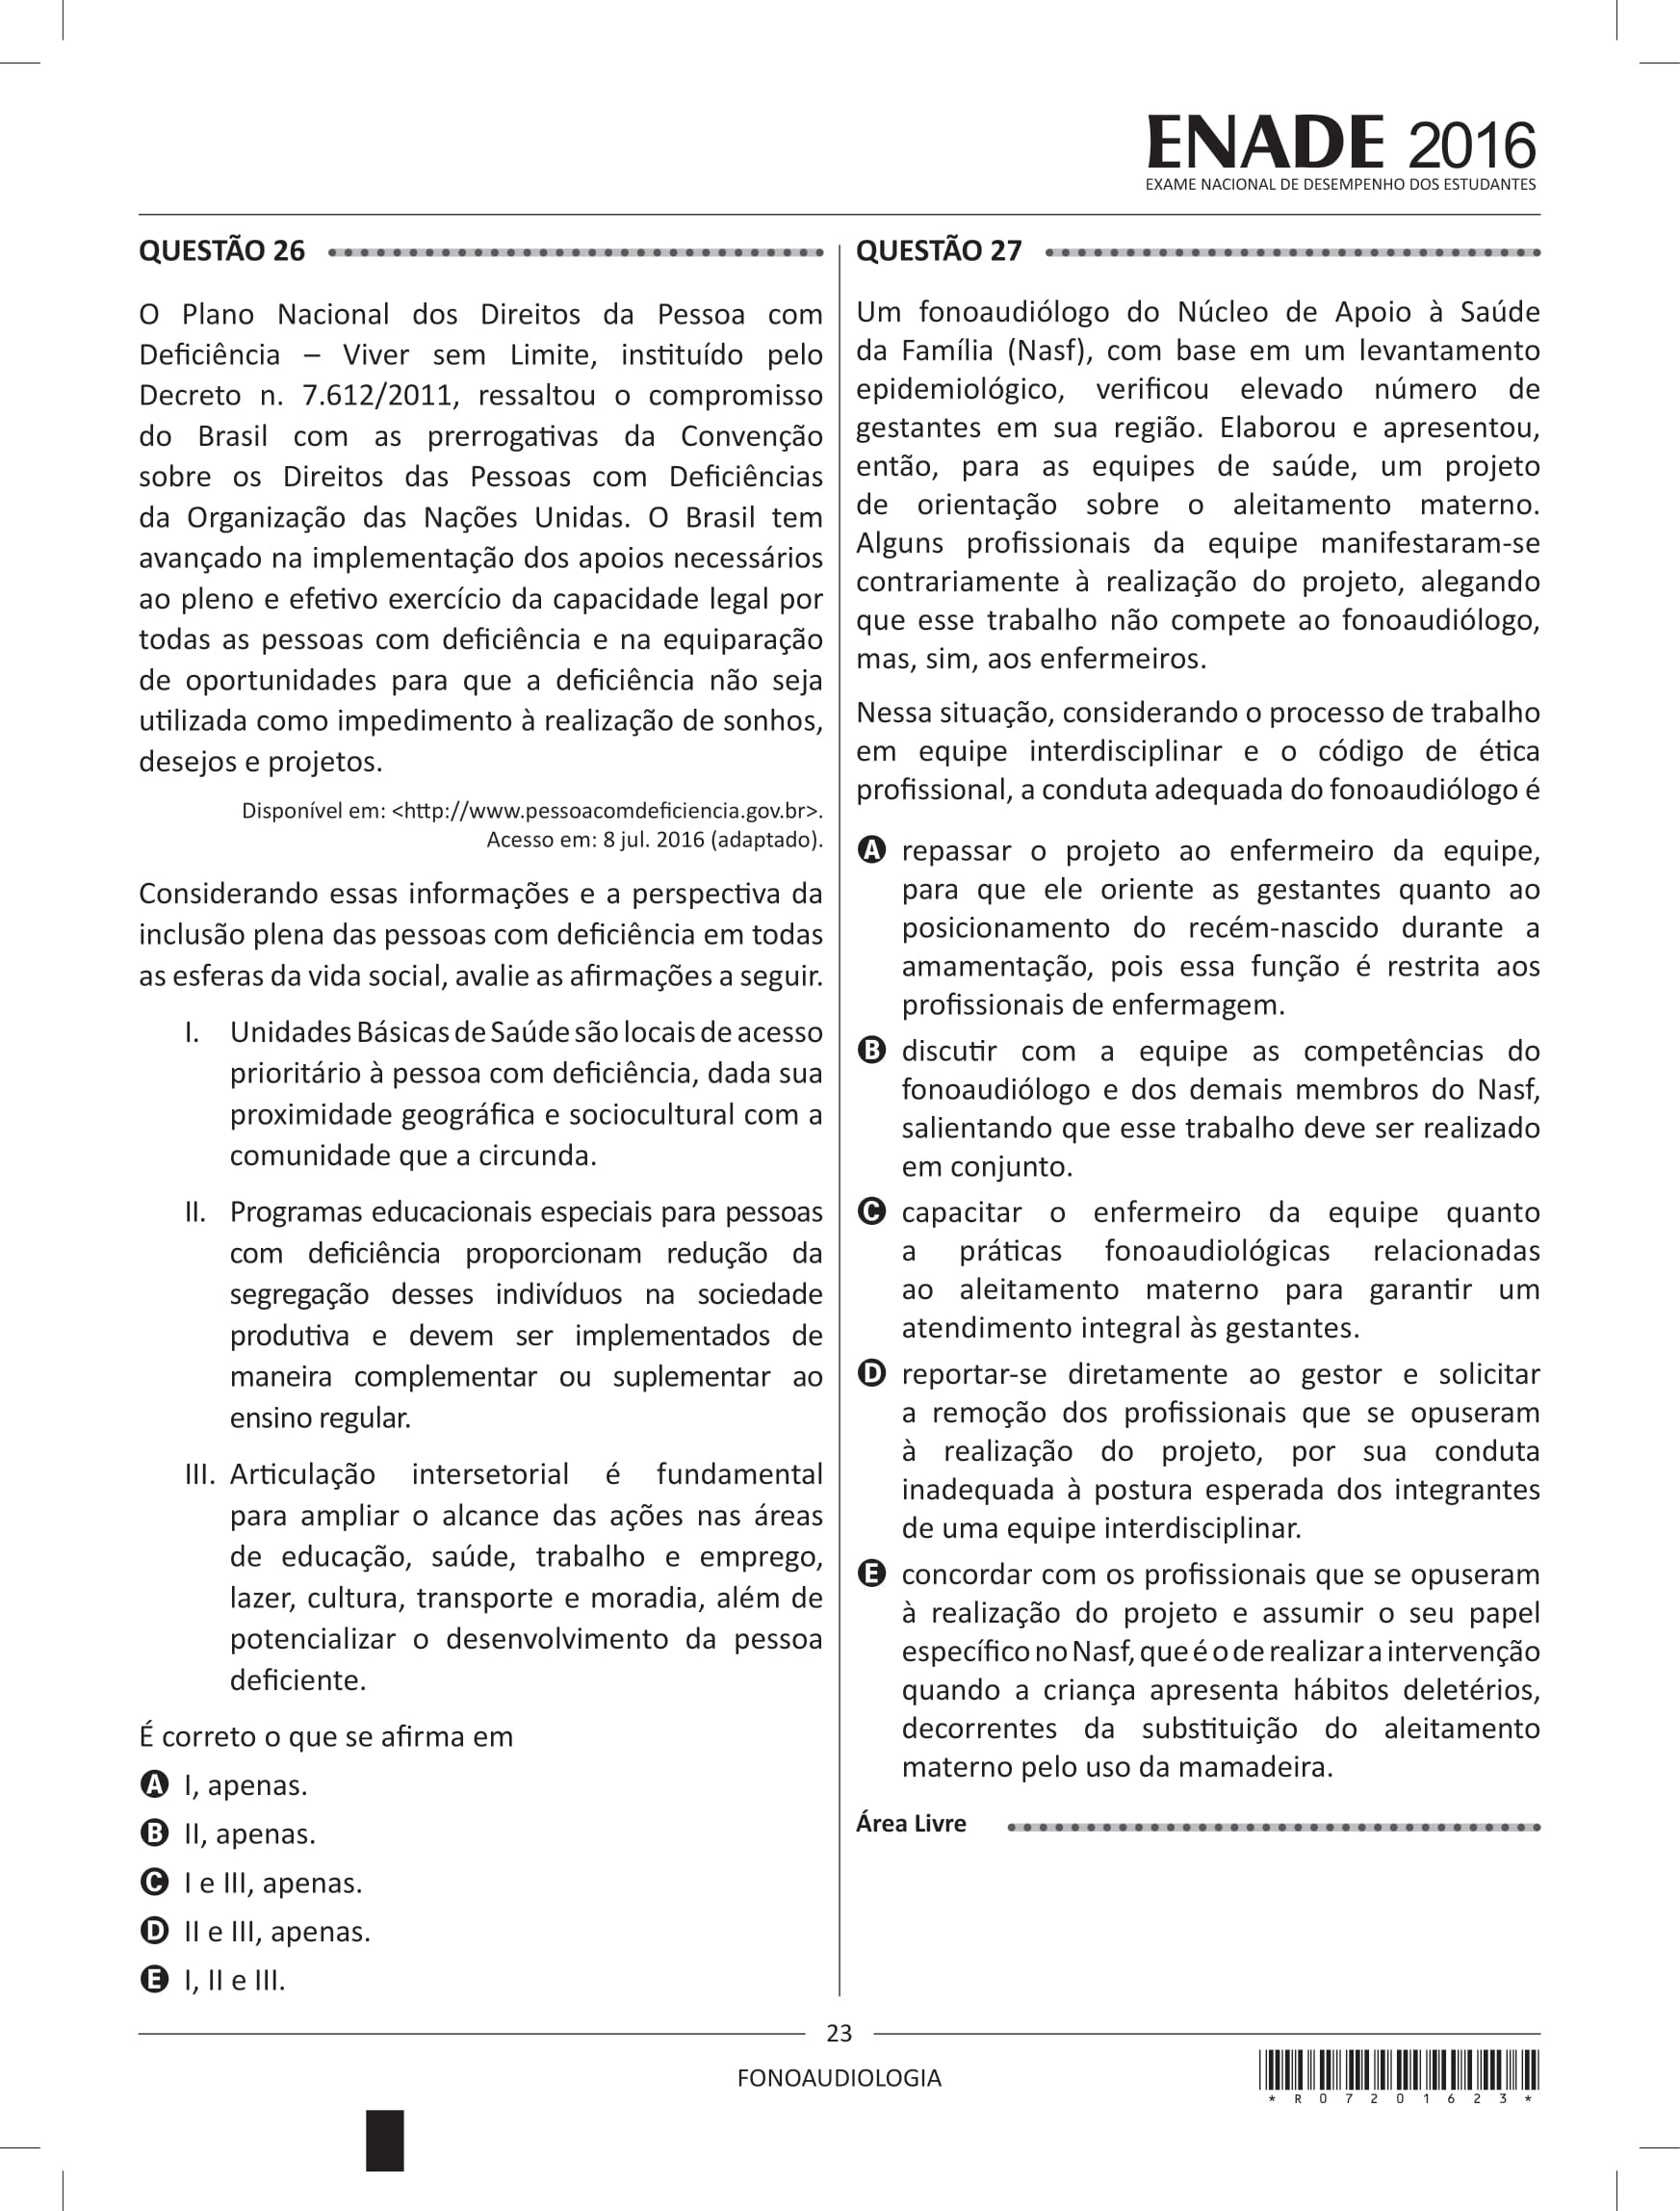 ENADE 2016
EXAME NACIONAL DE DESEMPENHO DOS ESTUDANTES
QUESTÃO 26
O Plano Nacional dos Direitos da Pessoa com
Deficiência – Viver sem Limite, instituído pelo
Decreto n. 7.612/2011, ressaltou o compromisso
do Brasil com as prerrogativas da Convenção
sobre os Direitos das Pessoas com Deficiências
da Organização das Nações Unidas. O Brasil tem
avançado na implementação dos apoios necessários
ao pleno e efetivo exercício da capacidade legal por
todas as pessoas com deficiência e na equiparação
de oportunidades para que a deficiência não seja
utilizada como impedimento à realização de sonhos,
desejos e projetos.
Disponível em: <http://www.pessoacomdeficiencia.gov.br>.
Acesso em: 8 jul. 2016 (adaptado).
Considerando essas informações e a perspectiva da
inclusão plena das pessoas com deficiência em todas
as esferas da vida social, avalie as afirmações a seguir.
I. Unidades Básicas de Saúde são locais de acesso
prioritário à pessoa com deficiência, dada sua
proximidade geográfica e sociocultural com a
comunidade que a circunda.
II. Programas educacionais especiais para pessoas
com deficiência proporcionam redução da
segregação desses indivíduos na sociedade
produtiva e devem ser implementados de
maneira complementar ou suplementar ao
ensino regular.
III. Articulação intersetorial é fundamental
para ampliar o alcance das ações nas áreas
de educação, saúde, trabalho e emprego,
lazer, cultura, transporte e moradia, além de
potencializar o desenvolvimento da pessoa
deficiente.
É correto o que se afirma em
A I, apenas.
B II, apenas.
C I e III, apenas.
D II e III, apenas.
E I, II e III.
QUESTÃO 27
Um fonoaudiólogo do Núcleo de Apoio à Saúde
da Família (Nasf), com base em um levantamento
epidemiológico, verificou elevado número de
gestantes em sua região. Elaborou e apresentou,
então, para as equipes de saúde, um projeto
de orientação sobre o aleitamento materno.
Alguns profissionais da equipe manifestaram-se
contrariamente à realização do projeto, alegando
que esse trabalho não compete ao fonoaudiólogo,
mas, sim, aos enfermeiros.
Nessa situação, considerando o processo de trabalho
em equipe interdisciplinar e o código de ética
profissional, a conduta adequada do fonoaudiólogo é
A repassar o projeto ao enfermeiro da equipe,
para que ele oriente as gestantes quanto ao
posicionamento do recém-nascido durante a
amamentação, pois essa função é restrita aos
profissionais de enfermagem.
B discutir com a equipe as competências do
fonoaudiólogo e dos demais membros do Nasf,
salientando que esse trabalho deve ser realizado
em conjunto.
C capacitar o enfermeiro da equipe quanto
a práticas fonoaudiológicas relacionadas
ao aleitamento materno para garantir um
atendimento integral às gestantes.
D reportar-se diretamente ao gestor e solicitar
a remoção dos profissionais que se opuseram
à realização do projeto, por sua conduta
inadequada à postura esperada dos integrantes
de uma equipe interdisciplinar.
E concordar com os profissionais que se opuseram
à realização do projeto e assumir o seu papel
específico no Nasf, que é o de realizar a intervenção
quando a criança apresenta hábitos deletérios,
decorrentes da substituição do aleitamento
materno pelo uso da mamadeira.
Área Livre
23
FONOAUDIOLOGIA
* R 0 7 2 0 1 6 2 3 *